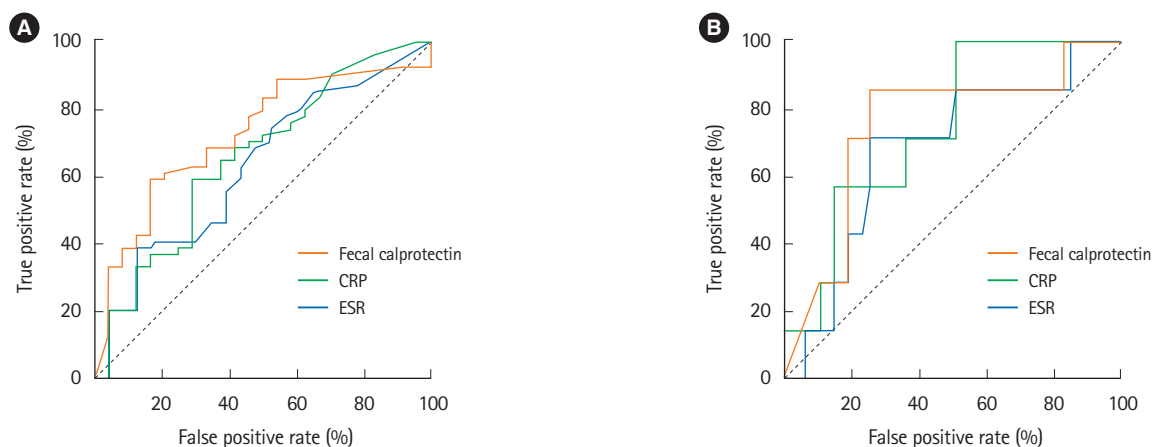 A
100
80
60
40
20
0
True positive rate (%)
20 40 60 80 100
False positive rate (%)
Fecal calprotectin
CRP
ESR
B
100
80
60
40
20
0
True positive rate (%)
20 40 60 80 100
False positive rate (%)
Fecal calprotectin
CRP
ESR